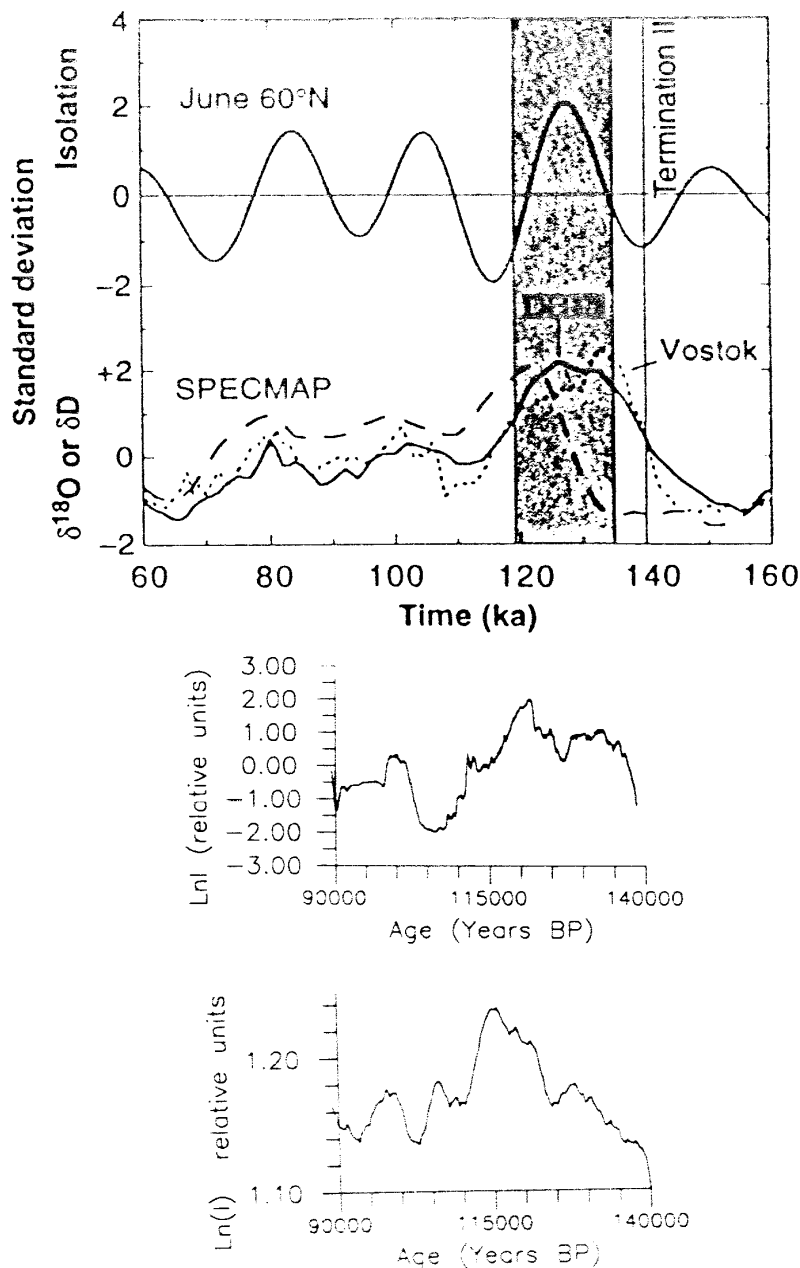 4
2
0
-2
+2
0
-2
Isolation
Standard deviation
δ18O or δD
June 60°N
Termination II
Vostok
SPECMAP
60
80
100
120
140
160
Time (ka)
3.00
2.00
1.00
0.00
-1.00
-2.00
-3.00
LnI (relative units)
90000
115000
140000
Age (Years BP)
1.20
1.10
Ln(I) relative units
90000
115000
140000
Age (Years BP)